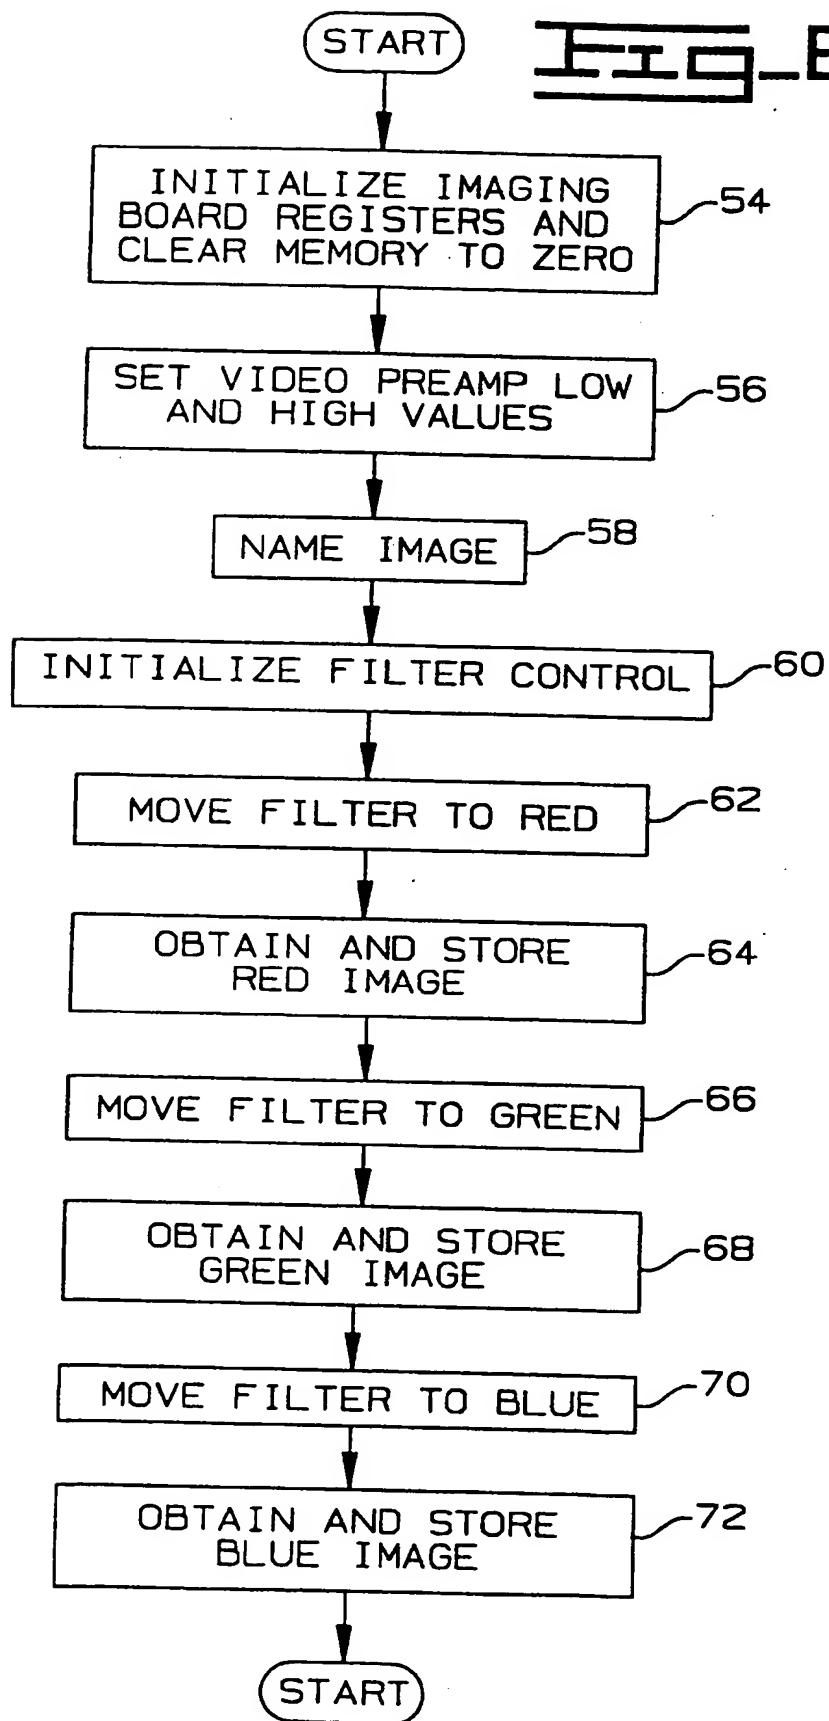 START
Fig_
INITIALIZE IMAGING
BOARD REGISTERS AND
CLEAR MEMORY TO ZERO
54
SET VIDEO PREAMP LOW
AND HIGH VALUES
56
NAME IMAGE
58
INITIALIZE FILTER CONTROL
60
MOVE FILTER TO RED
62
OBTAIN AND STORE
RED IMAGE
64
MOVE FILTER TO GREEN
66
OBTAIN AND STORE
GREEN IMAGE
68
MOVE FILTER TO BLUE
70
OBTAIN AND STORE
BLUE IMAGE
72
START